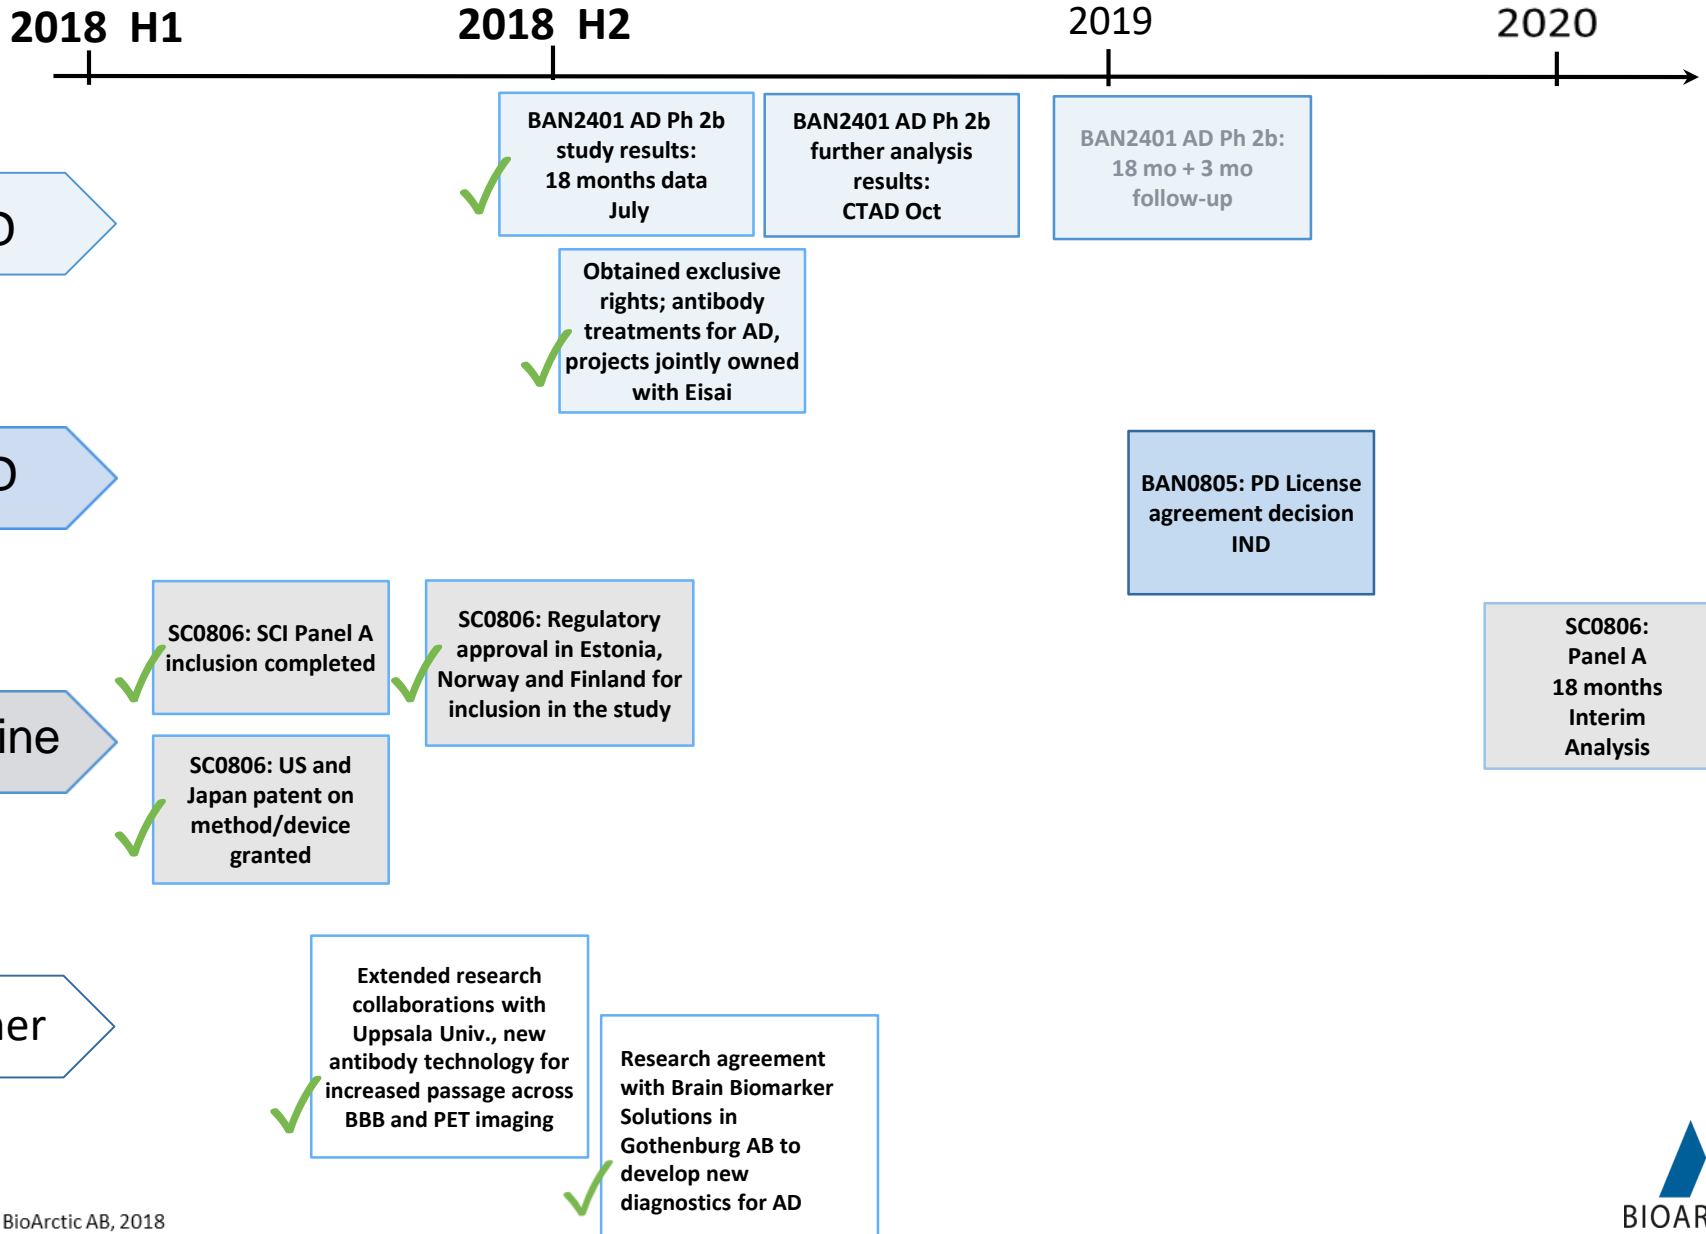 2018 H1
2018 H2
2019
2020
BAN2401 AD Ph 2b
study results:
18 months data
July
BAN2401 AD Ph 2b
further analysis
results:
CTAD Oct
BAN2401 AD Ph 2b:
18 mo + 3 mo
follow-up
D
Obtained exclusive
rights; antibody
treatments for AD,
projects jointly owned
with Eisai
D
BAN0805: PD License
agreement decision
IND
SC0806: SCI Panel A
inclusion completed
SC0806: Regulatory
approval in Estonia,
Norway and Finland for
inclusion in the study
SC0806:
Panel A
18 months
Interim
Analysis
ine
SC0806: US and
Japan patent on
method/device
granted
Extended research
collaborations with
Uppsala Univ., new
antibody technology for
increased passage across
BBB and PET imaging
ner
Research agreement
with Brain Biomarker
Solutions in
Gothenburg AB to
develop new
diagnostics for AD
BioArctic AB, 2018
BIOAR